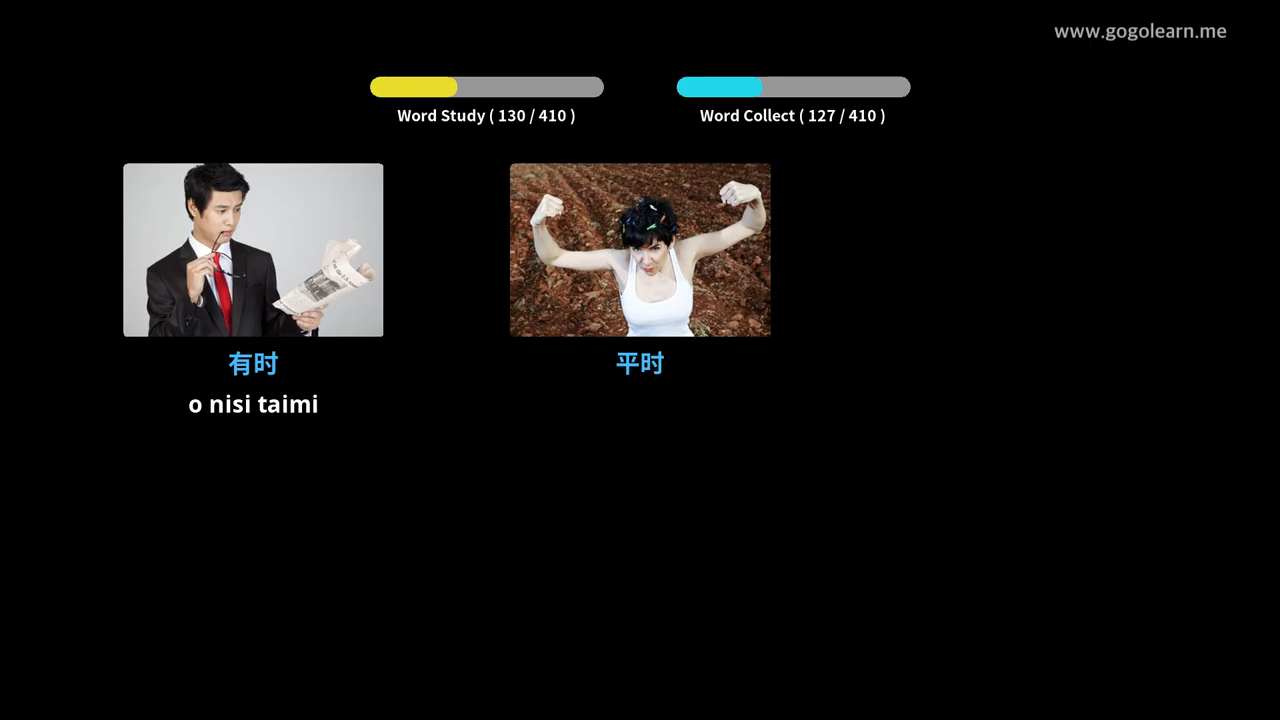 www.gogolearn.me
Word Study ( 130 / 410 )
Word Collect ( 127 / 410 )
有时
平时
o nisi taimi